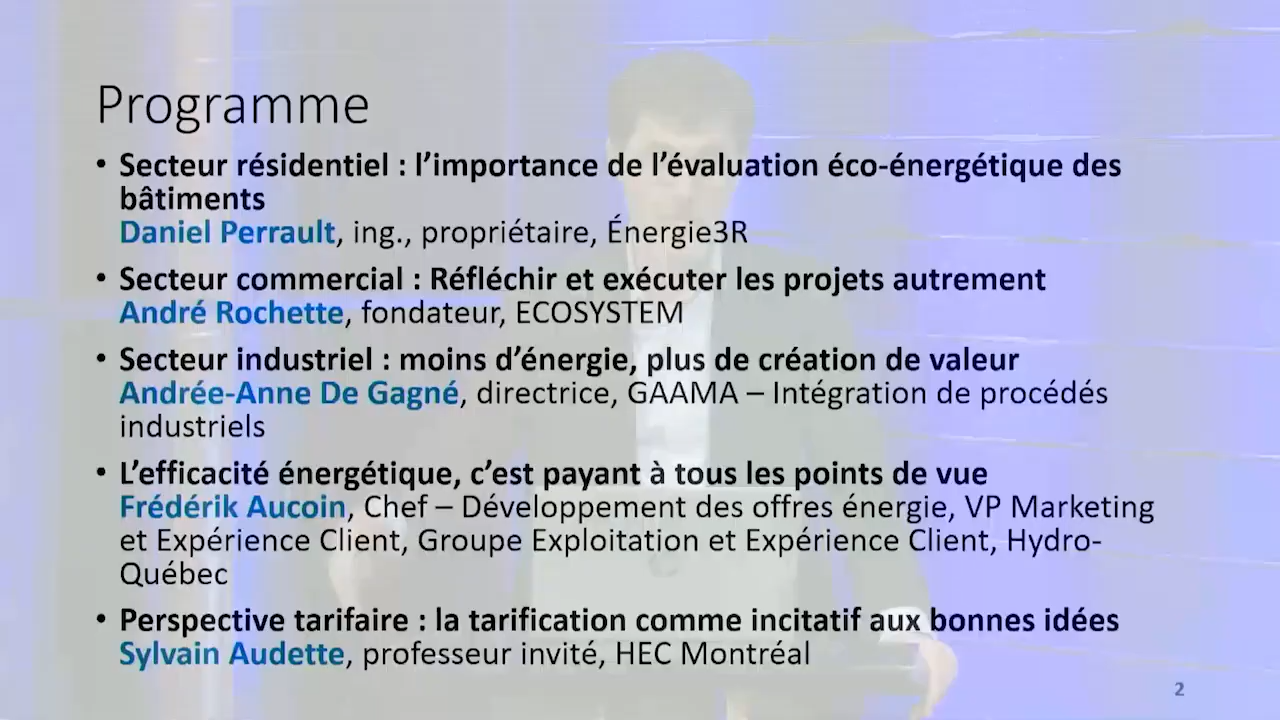 Programme
• Secteur résidentiel : l’importance de l’évaluation éco-énergétique des
bâtiments
Daniel Perrault, ing., propriétaire, Énergie3R
• Secteur commercial : Réfléchir et exécuter les projets autrement
André Rochette, fondateur, ECOSYSTEM
• Secteur industriel : moins d’énergie, plus de création de valeur
Andrée-Anne De Gagné, directrice, GAAMA – Intégration de procédés
industriels
• L’efficacité énergétique, c’est payant à tous les points de vue
Frédérik Aucoin, Chef – Développement des offres énergie, VP Marketing
et Expérience Client, Groupe Exploitation et Expérience Client, Hydro-
Québec
• Perspective tarifaire : la tarification comme incitatif aux bonnes idées
Sylvain Audette, professeur invité, HEC Montréal
2